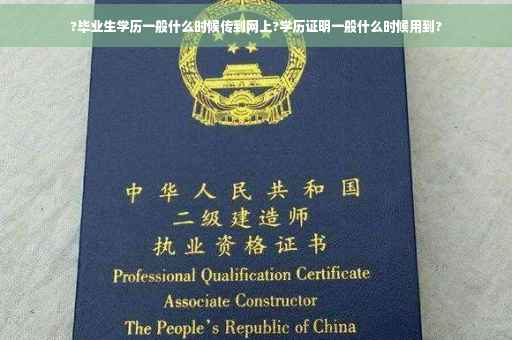 ?毕业生学历一般什么时候传到网上?学历证明一般什么时候用到?
中华人民共和国
二级建造师
执业资格证书
Professional Qualification Certificate
Associate Constructor
The People's Republic of China